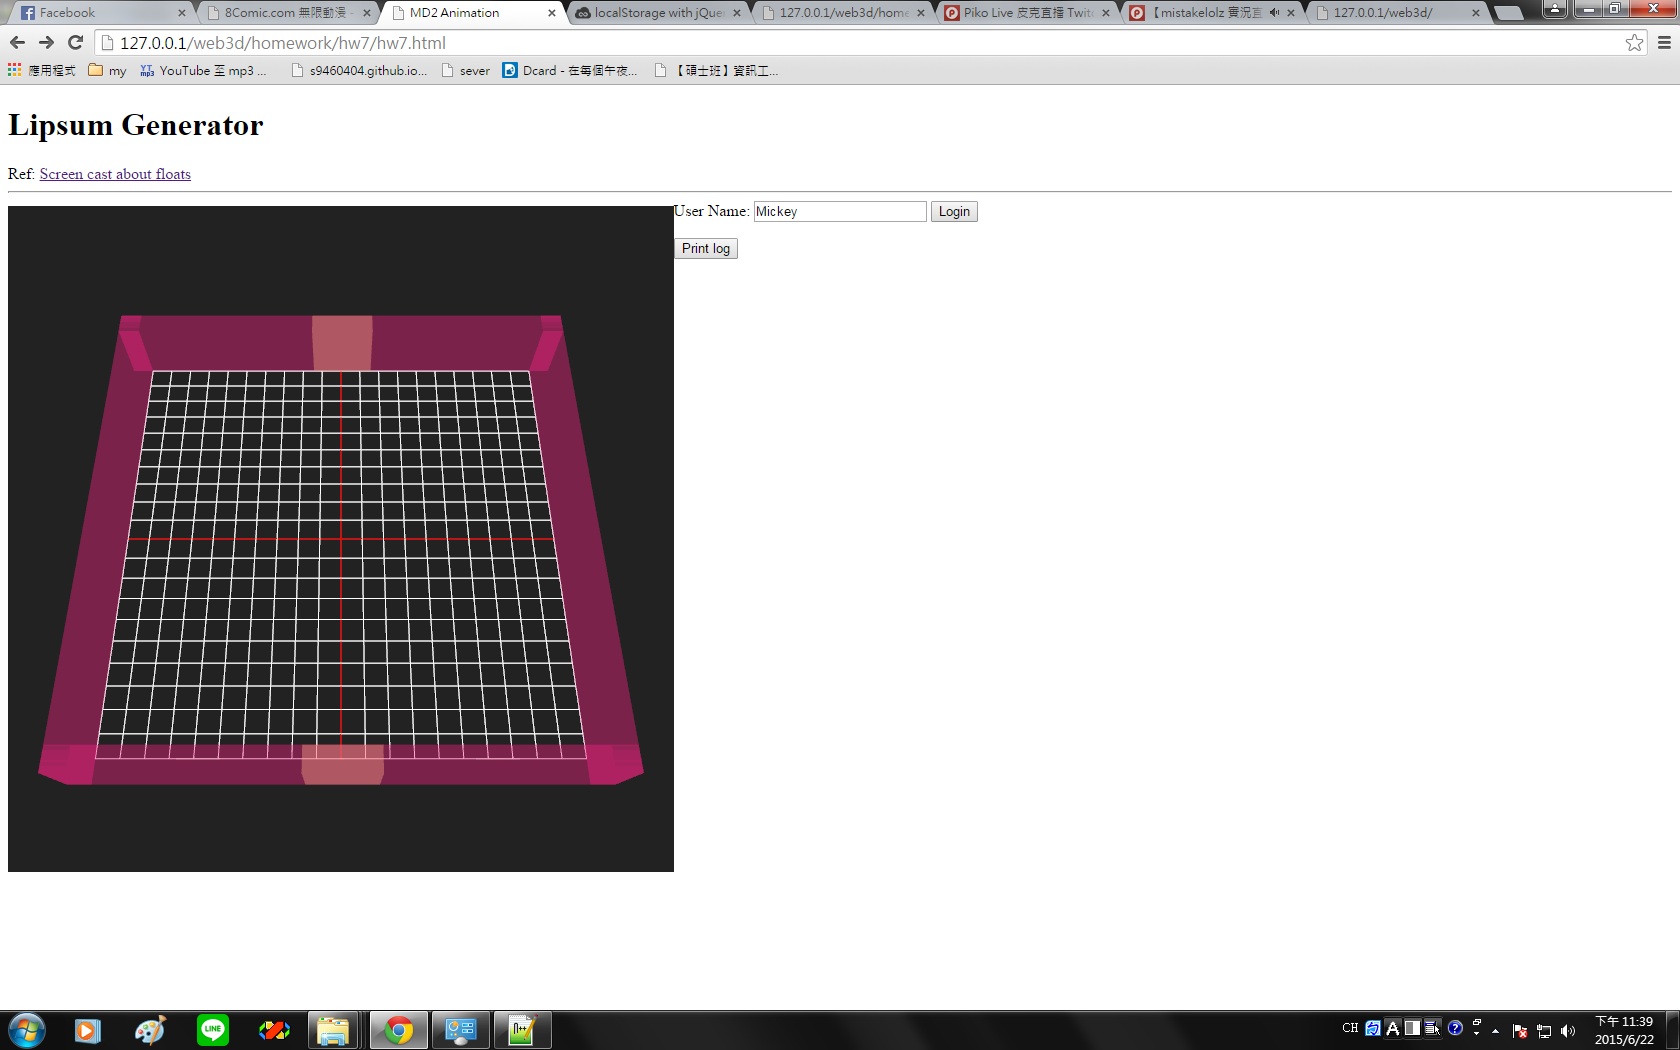 Facebook
8Comic.com 無限動漫 -
MD2 Animation
localStorage with jQuer
127.0.0.1/web3d/home
Piko Live 皮克直播 Twit
【mistakelolz 實況
127.0.0.1/web3d/
127.0.0.1/web3d/homework/hw7/hw7.html
應用程式
my
YouTube 至 mp3 ...
s9460404.github.io...
sever
Dcard - 在每個午夜...
【碩士班】資訊工...
Lipsum Generator
Ref: Screen cast about floats
User Name: Mickey Login
Print log
LINE
CH
下午 11:39
2015/6/22